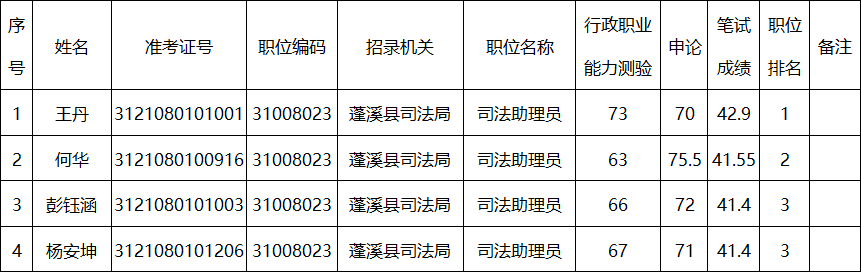 序号 姓名 准考证号 职位编码 招录机关 职位名称 行政职业能力测验 申论 笔试成绩 职位排名 备注
1 王丹 3121080101001 31008023 蓬溪县司法局 司法助理员 73 70 42.9 1
2 何华 3121080100916 31008023 蓬溪县司法局 司法助理员 63 75.5 41.55 2
3 彭钰涵 3121080101003 31008023 蓬溪县司法局 司法助理员 66 72 41.4 3
4 杨安坤 3121080101206 31008023 蓬溪县司法局 司法助理员 67 71 41.4 3